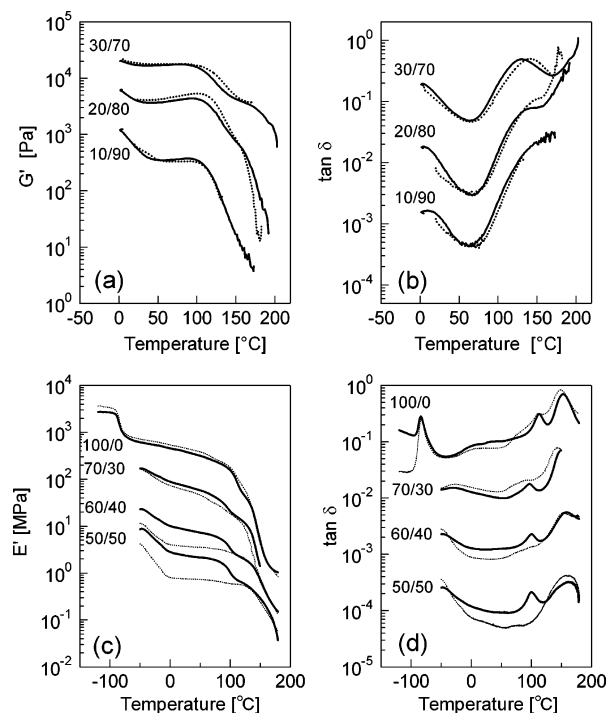 10⁵
10⁴
10³
10²
10¹
10⁰
G' [Pa]
30/70
20/80
10/90
(a)
-50 0 50 100 150 200
Temperature [°C]
10⁰
10⁻¹
10⁻²
10⁻³
10⁻⁴
tan δ
30/70
20/80
10/90
(b)
-50 0 50 100 150 200
Temperature [°C]
10⁴
10³
10²
10¹
10⁰
10⁻¹
10⁻²
E' [MPa]
100/0
70/30
60/40
50/50
(c)
-100 0 100 200
Temperature [°C]
10⁰
10⁻¹
10⁻²
10⁻³
10⁻⁴
10⁻⁵
tan δ
100/0
70/30
60/40
50/50
(d)
-100 -50 0 50 100 150 200
Temperature [°C]